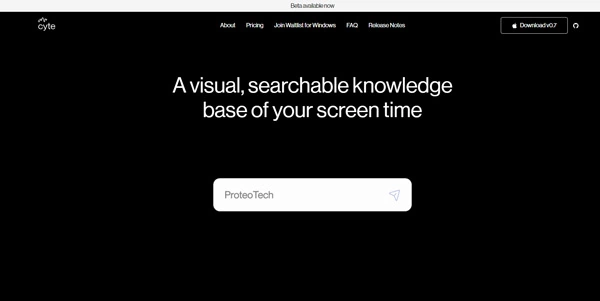 Beta available now
cyte
About Pricing Join Waitlist for Windows FAQ Release Notes Download v0.7
A visual, searchable knowledge
base of your screen time
ProteoTech